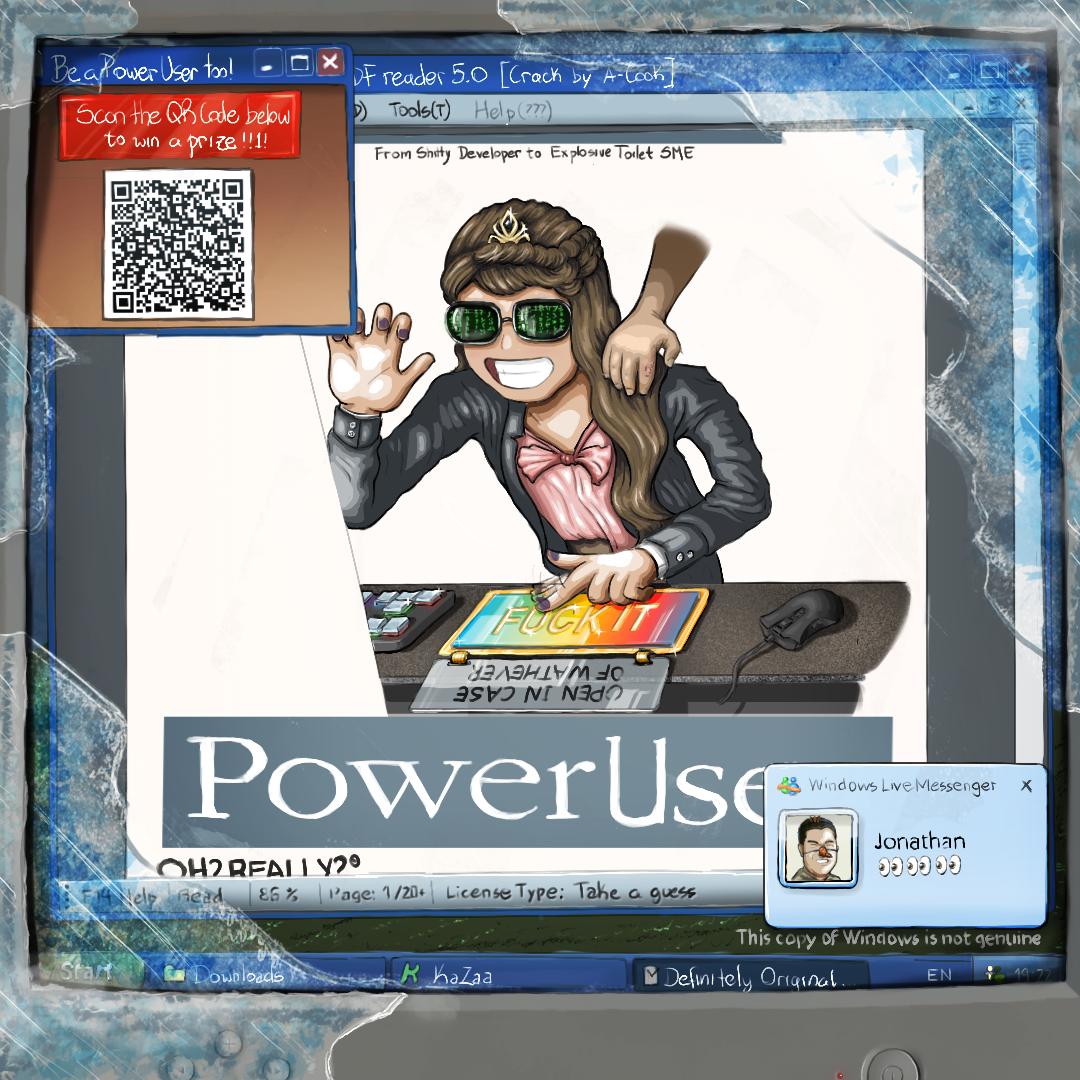 Be a Power User too!
DF reader 5.0 [Crack by A-Cook]
Scan the QR Code below
to win a prize !!1!
Tools(T) Help(???)
From Shitty Developer to Explosive Toilet SME
FUCK IT
OPEN IN CASE
OF WATHEVER.
PowerUse
Windows Live Messenger X
Jonathan
OH? REALLY?®
F14 Help Read 86 % Page: 1/20+ License Type: Take a guess
This copy of Windows is not genuine
Start Downloads KaZaa Definitely Original. EN